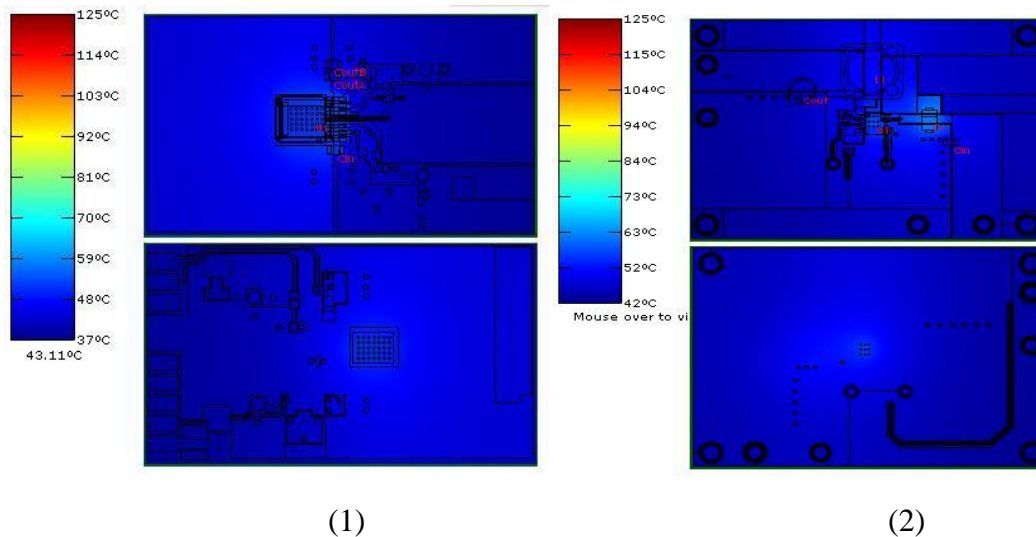 125ºC
114ºC
103ºC
92ºC
81ºC
70ºC
59ºC
48ºC
37ºC
43.11ºC
CoutB
CoutA
Cin
125ºC
115ºC
104ºC
94ºC
84ºC
73ºC
63ºC
52ºC
42ºC
Mouse over to vi
L1
Cout
Cin
(1)
(2)